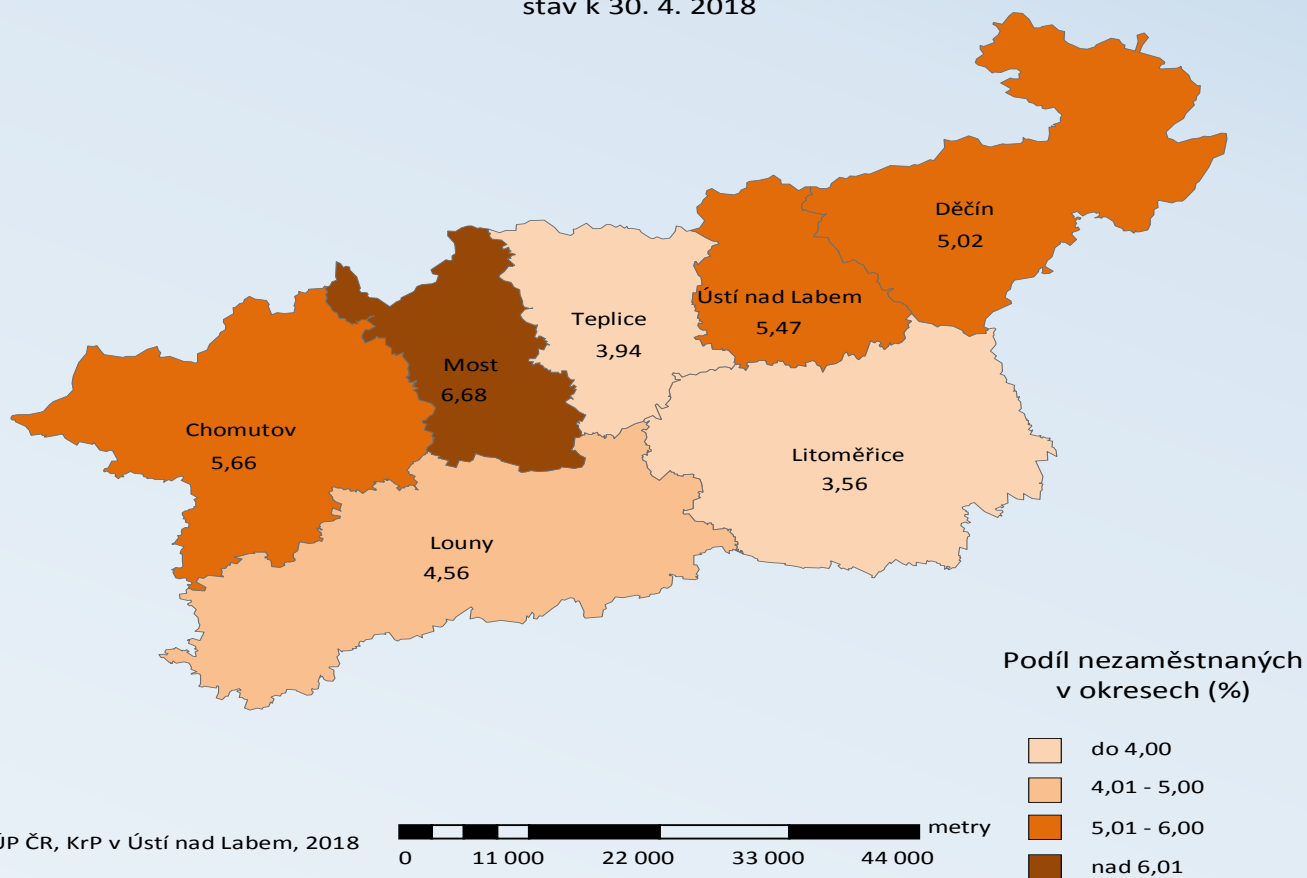 stav k 30. 4. 2018
Děčín
5,02
Ústí nad Labem
5,47
Teplice
3,94
Most
6,68
Chomutov
5,66
Litoměřice
3,56
Louny
4,56
Podíl nezaměstnaných
v okresech (%)
do 4,00
4,01 - 5,00
5,01 - 6,00
nad 6,01
ÚP ČR, KrP v Ústí nad Labem, 2018
metry
0 11 000 22 000 33 000 44 000